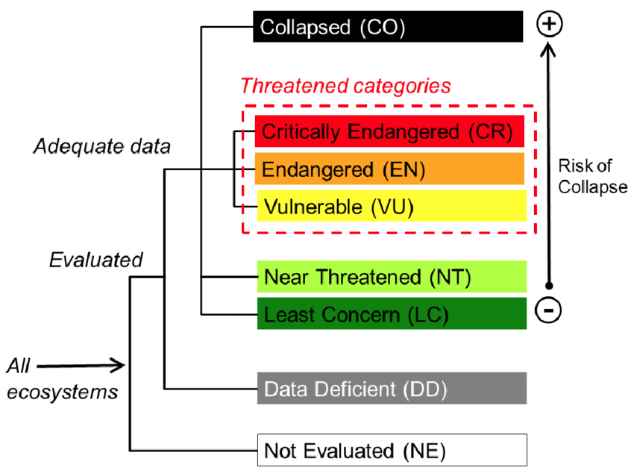 Collapsed (CO)
+
Threatened categories
Critically Endangered (CR)
Adequate data
Endangered (EN)
Risk of
Collapse
Vulnerable (VU)
Evaluated
Near Threatened (NT)
Least Concern (LC)
-
All
ecosystems
Data Deficient (DD)
Not Evaluated (NE)